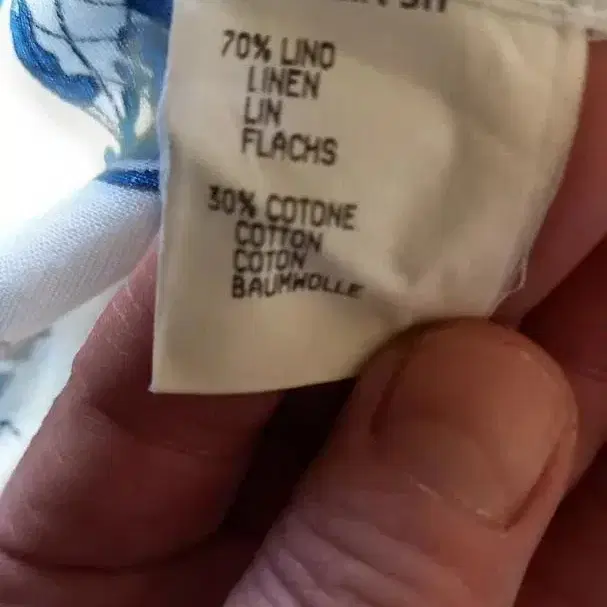 70% LINO
LINEN
LIN
FLACHS
30% COTONE
COTTON
COTON
BAUMWOLLE